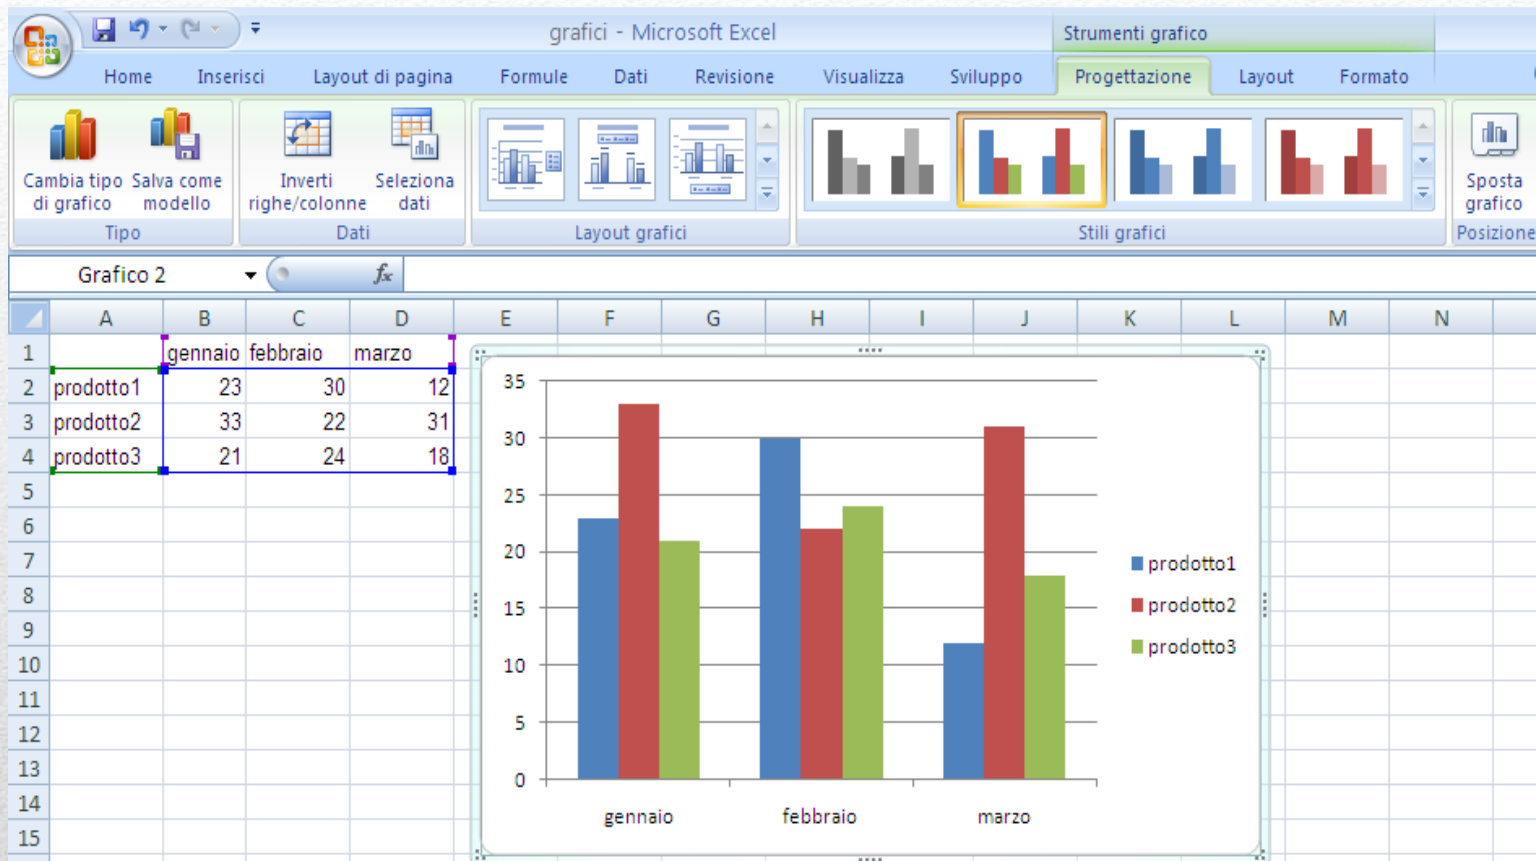 grafici - Microsoft Excel
Strumenti grafico
Home Inserisci Layout di pagina Formule Dati Revisione Visualizza Sviluppo Progettazione Layout Formato
Cambia tipo di grafico
Salva come modello
Inverti righe/colonne
Seleziona dati
Sposta grafico
Tipo Dati Layout grafici Stili grafici Posizione
Grafico 2 fx
A B C D E F G H I J K L M N
1 gennaio febbraio marzo
2 prodotto1 23 30 12
3 prodotto2 33 22 31
4 prodotto3 21 24 18
5
6
7
8
9
10
11
12
13
14
15
35
30
25
20
15
10
5
0
gennaio febbraio marzo
prodotto1
prodotto2
prodotto3